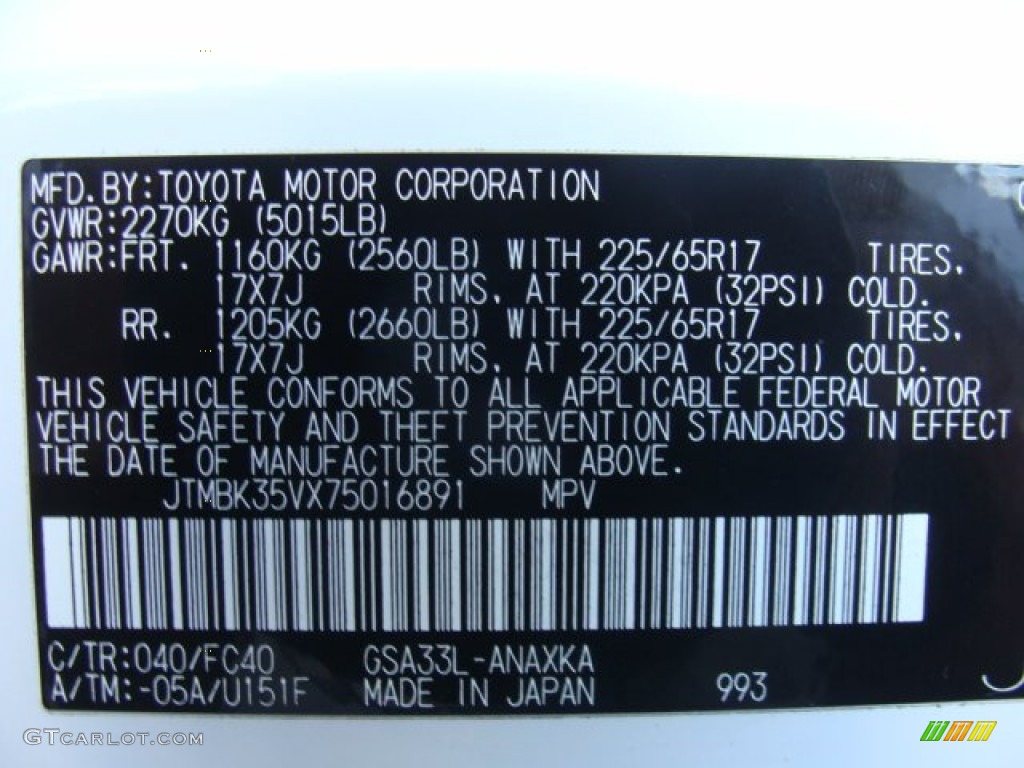 MFD.BY:TOYOTA MOTOR CORPORATION
GVWR:2270KG (5015LB)
GAWR:FRT. 1160KG (2560LB) WITH 225/65R17 TIRES.
17X7J RIMS. AT 220KPA (32PSI) COLD.
RR. 1205KG (2660LB) WITH 225/65R17 TIRES.
17X7J RIMS. AT 220KPA (32PSI) COLD.
THIS VEHICLE CONFORMS TO ALL APPLICABLE FEDERAL MOTOR
VEHICLE SAFETY AND THEFT PREVENTION STANDARDS IN EFFECT
THE DATE OF MANUFACTURE SHOWN ABOVE.
JTMBK35VX75016891 MPV
C/TR:040/FC40 GSA33L-ANAXKA
A/TM:-05A/U151F MADE IN JAPAN 993
GTCARLOT.COM